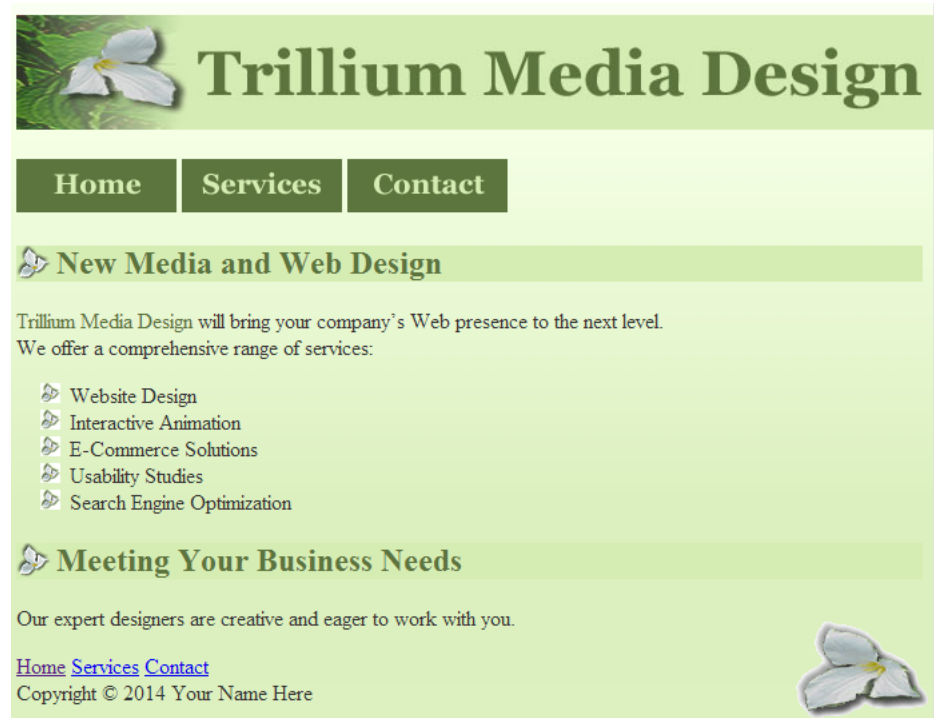 Trillium Media Design
Home Services Contact
New Media and Web Design
Trillium Media Design will bring your company’s Web presence to the next level.
We offer a comprehensive range of services:
Website Design
Interactive Animation
E-Commerce Solutions
Usability Studies
Search Engine Optimization
Meeting Your Business Needs
Our expert designers are creative and eager to work with you.
Home Services Contact
Copyright © 2014 Your Name Here